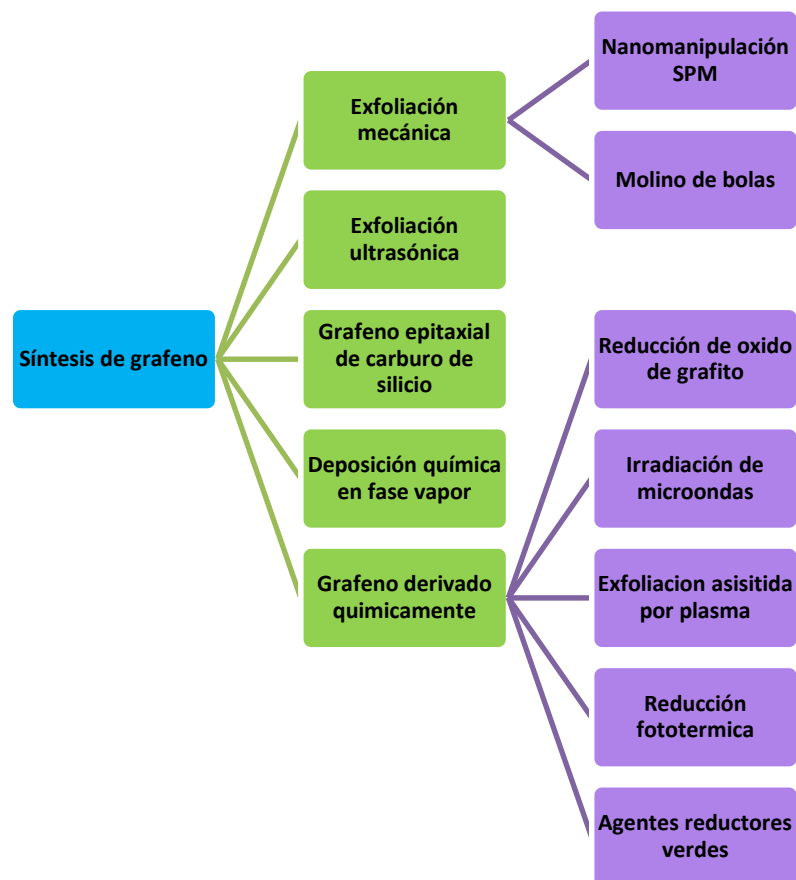 Síntesis de grafeno
Exfoliación
mecánica
Nanomanipulación
SPM
Molino de bolas
Exfoliación
ultrasónica
Grafeno epitaxial
de carburo de
silicio
Deposición química
en fase vapor
Grafeno derivado
quimicamente
Reducción de oxido
de grafito
Irradiación de
microondas
Exfoliacion asisitida
por plasma
Reducción
fototermica
Agentes reductores
verdes